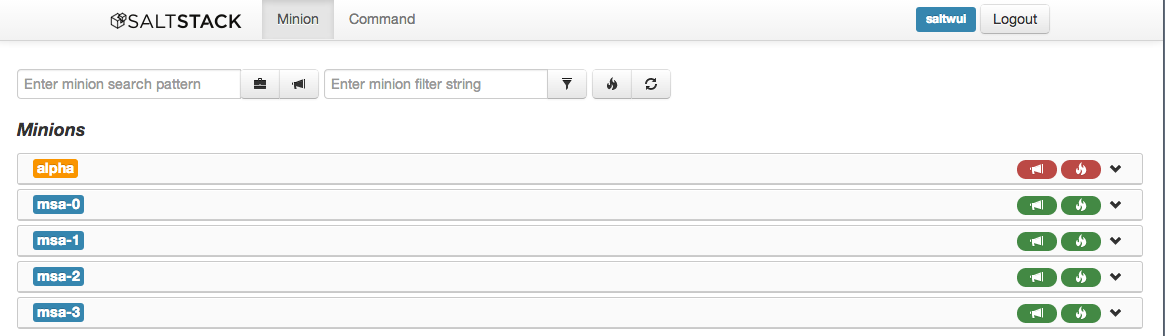 SALTSTACK Minion Command saltwui Logout
Enter minion search pattern Enter minion filter string
Minions
alpha
msa-0
msa-1
msa-2
msa-3